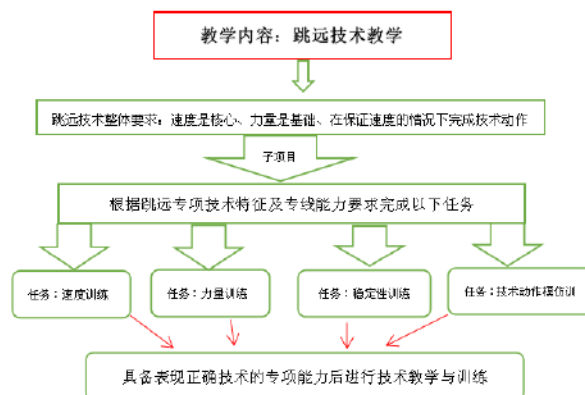 教学内容：跳远技术教学
跳远技术整体要求：速度是核心、力量是基础、在保证速度的情况下完成技术动作
子项目
根据跳远专项技术特征及专线能力要求完成以下任务
任务：速度训练
任务：力量训练
任务：稳定性训练
任务：技术动作模仿训
具备表现正确技术的专项能力后进行技术教学与训练